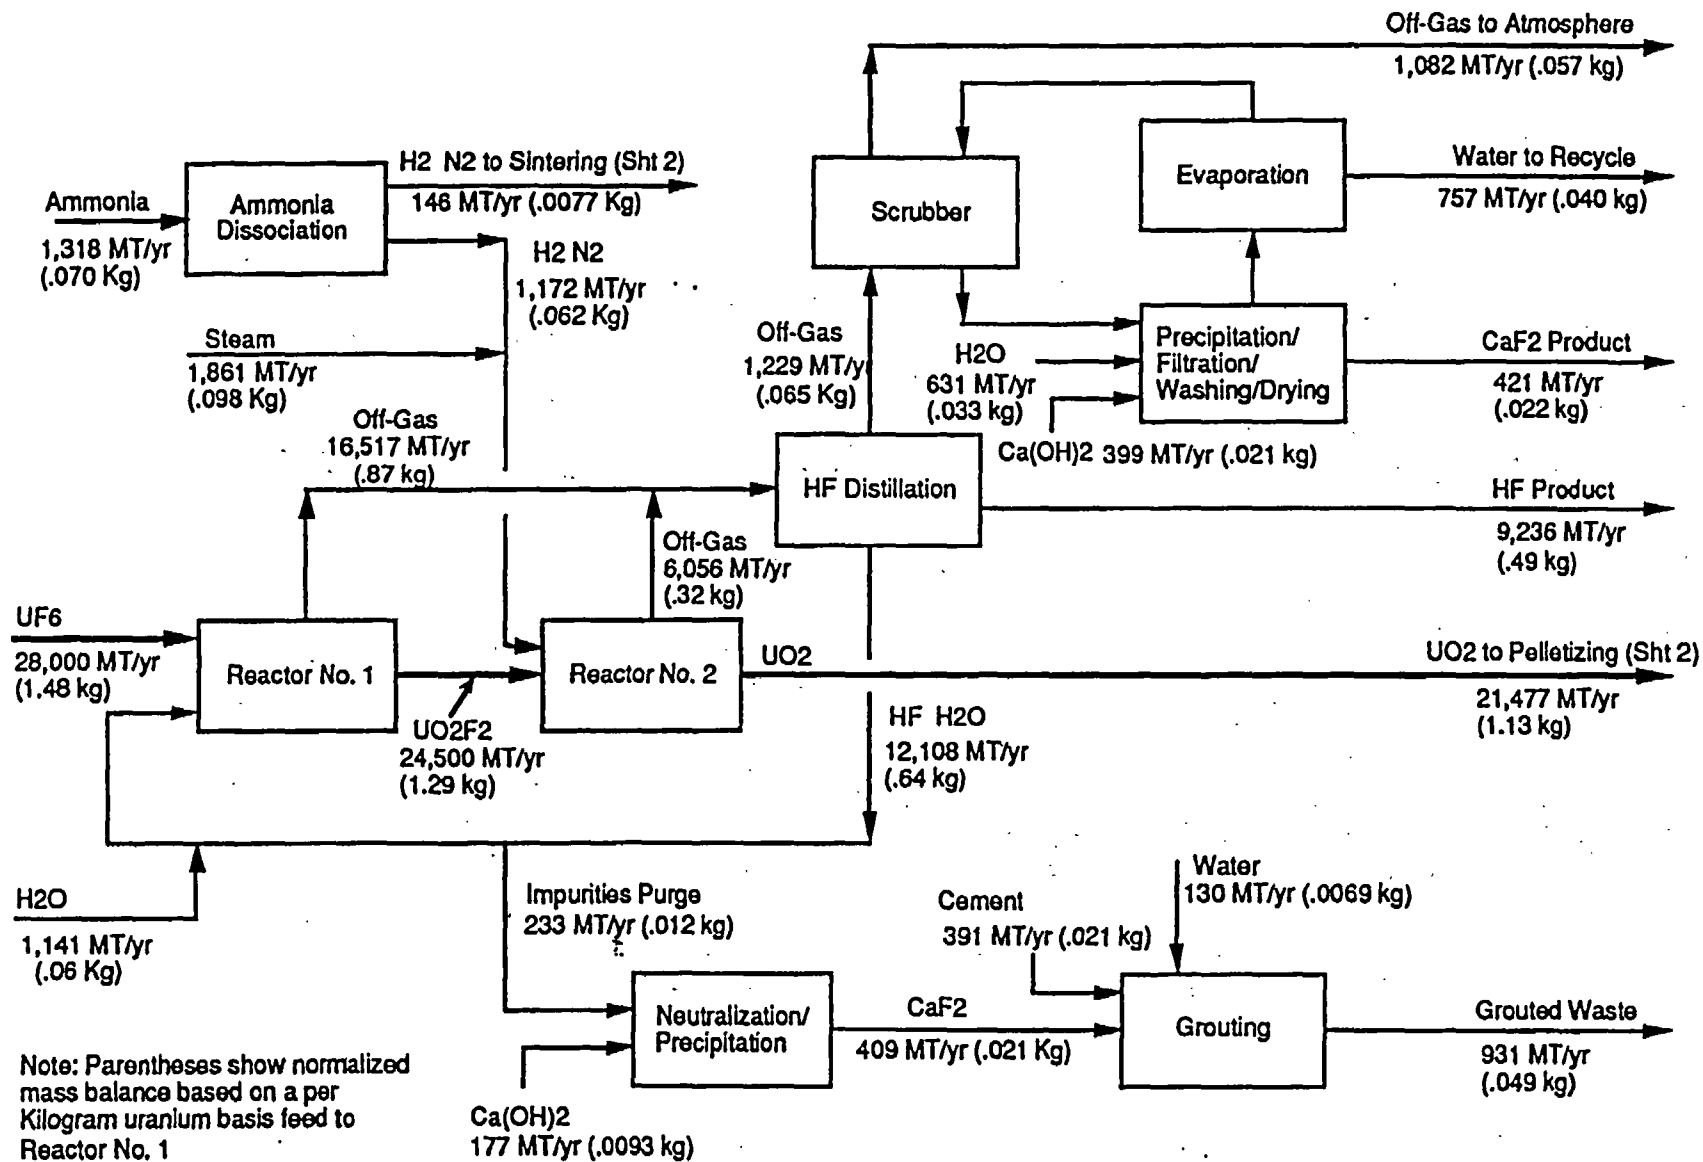 Off-Gas to Atmosphere
1,082 MT/yr (.057 kg)
H2 N2 to Sintering (Sht 2)
146 MT/yr (.0077 Kg)
Ammonia
1,318 MT/yr
(.070 Kg)
Ammonia
Dissociation
Scrubber
Evaporation
Water to Recycle
757 MT/yr (.040 kg)
H2 N2
1,172 MT/yr
(.062 Kg)
Steam
1,861 MT/yr
(.098 Kg)
Off-Gas
1,229 MT/yr
(.065 Kg)
H2O
631 MT/yr
(.033 kg)
Precipitation/
Filtration/
Washing/Drying
CaF2 Product
421 MT/yr
(.022 kg)
Ca(OH)2 399 MT/yr (.021 kg)
Off-Gas
16,517 MT/yr
(.87 kg)
HF Distillation
HF Product
9,236 MT/yr
(.49 kg)
Off-Gas
6,056 MT/yr
(.32 kg)
UF6
28,000 MT/yr
(1.48 kg)
Reactor No. 1
Reactor No. 2
UO2
UO2 to Pelletizing (Sht 2)
21,477 MT/yr
(1.13 kg)
UO2F2
24,500 MT/yr
(1.29 kg)
HF H2O
12,108 MT/yr
(.64 kg)
H2O
1,141 MT/yr
(.06 Kg)
Impurities Purge
233 MT/yr (.012 kg)
Water
130 MT/yr (.0069 kg)
Cement
391 MT/yr (.021 kg)
Neutralization/
Precipitation
CaF2
409 MT/yr (.021 Kg)
Grouting
Grouted Waste
931 MT/yr
(.049 kg)
Ca(OH)2
177 MT/yr (.0093 kg)
Note: Parentheses show normalized
mass balance based on a per
Kilogram uranium basis feed to
Reactor No. 1